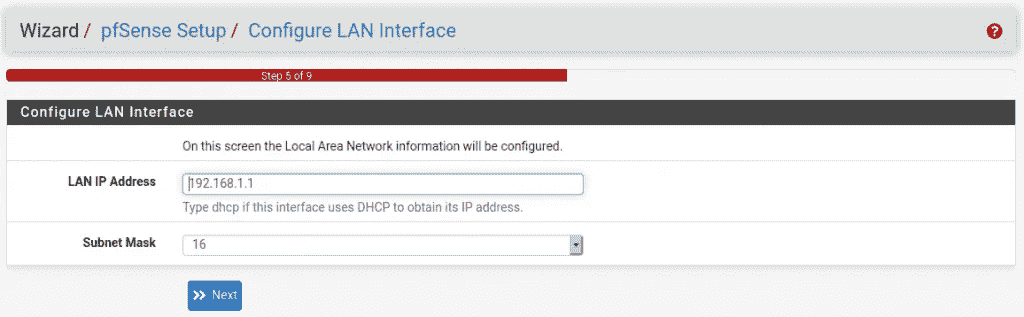 Wizard / pfSense Setup / Configure LAN Interface
Step 5 of 9
Configure LAN Interface
On this screen the Local Area Network information will be configured.
LAN IP Address
192.168.1.1
Type dhcp if this interface uses DHCP to obtain its IP address.
Subnet Mask
16
Next